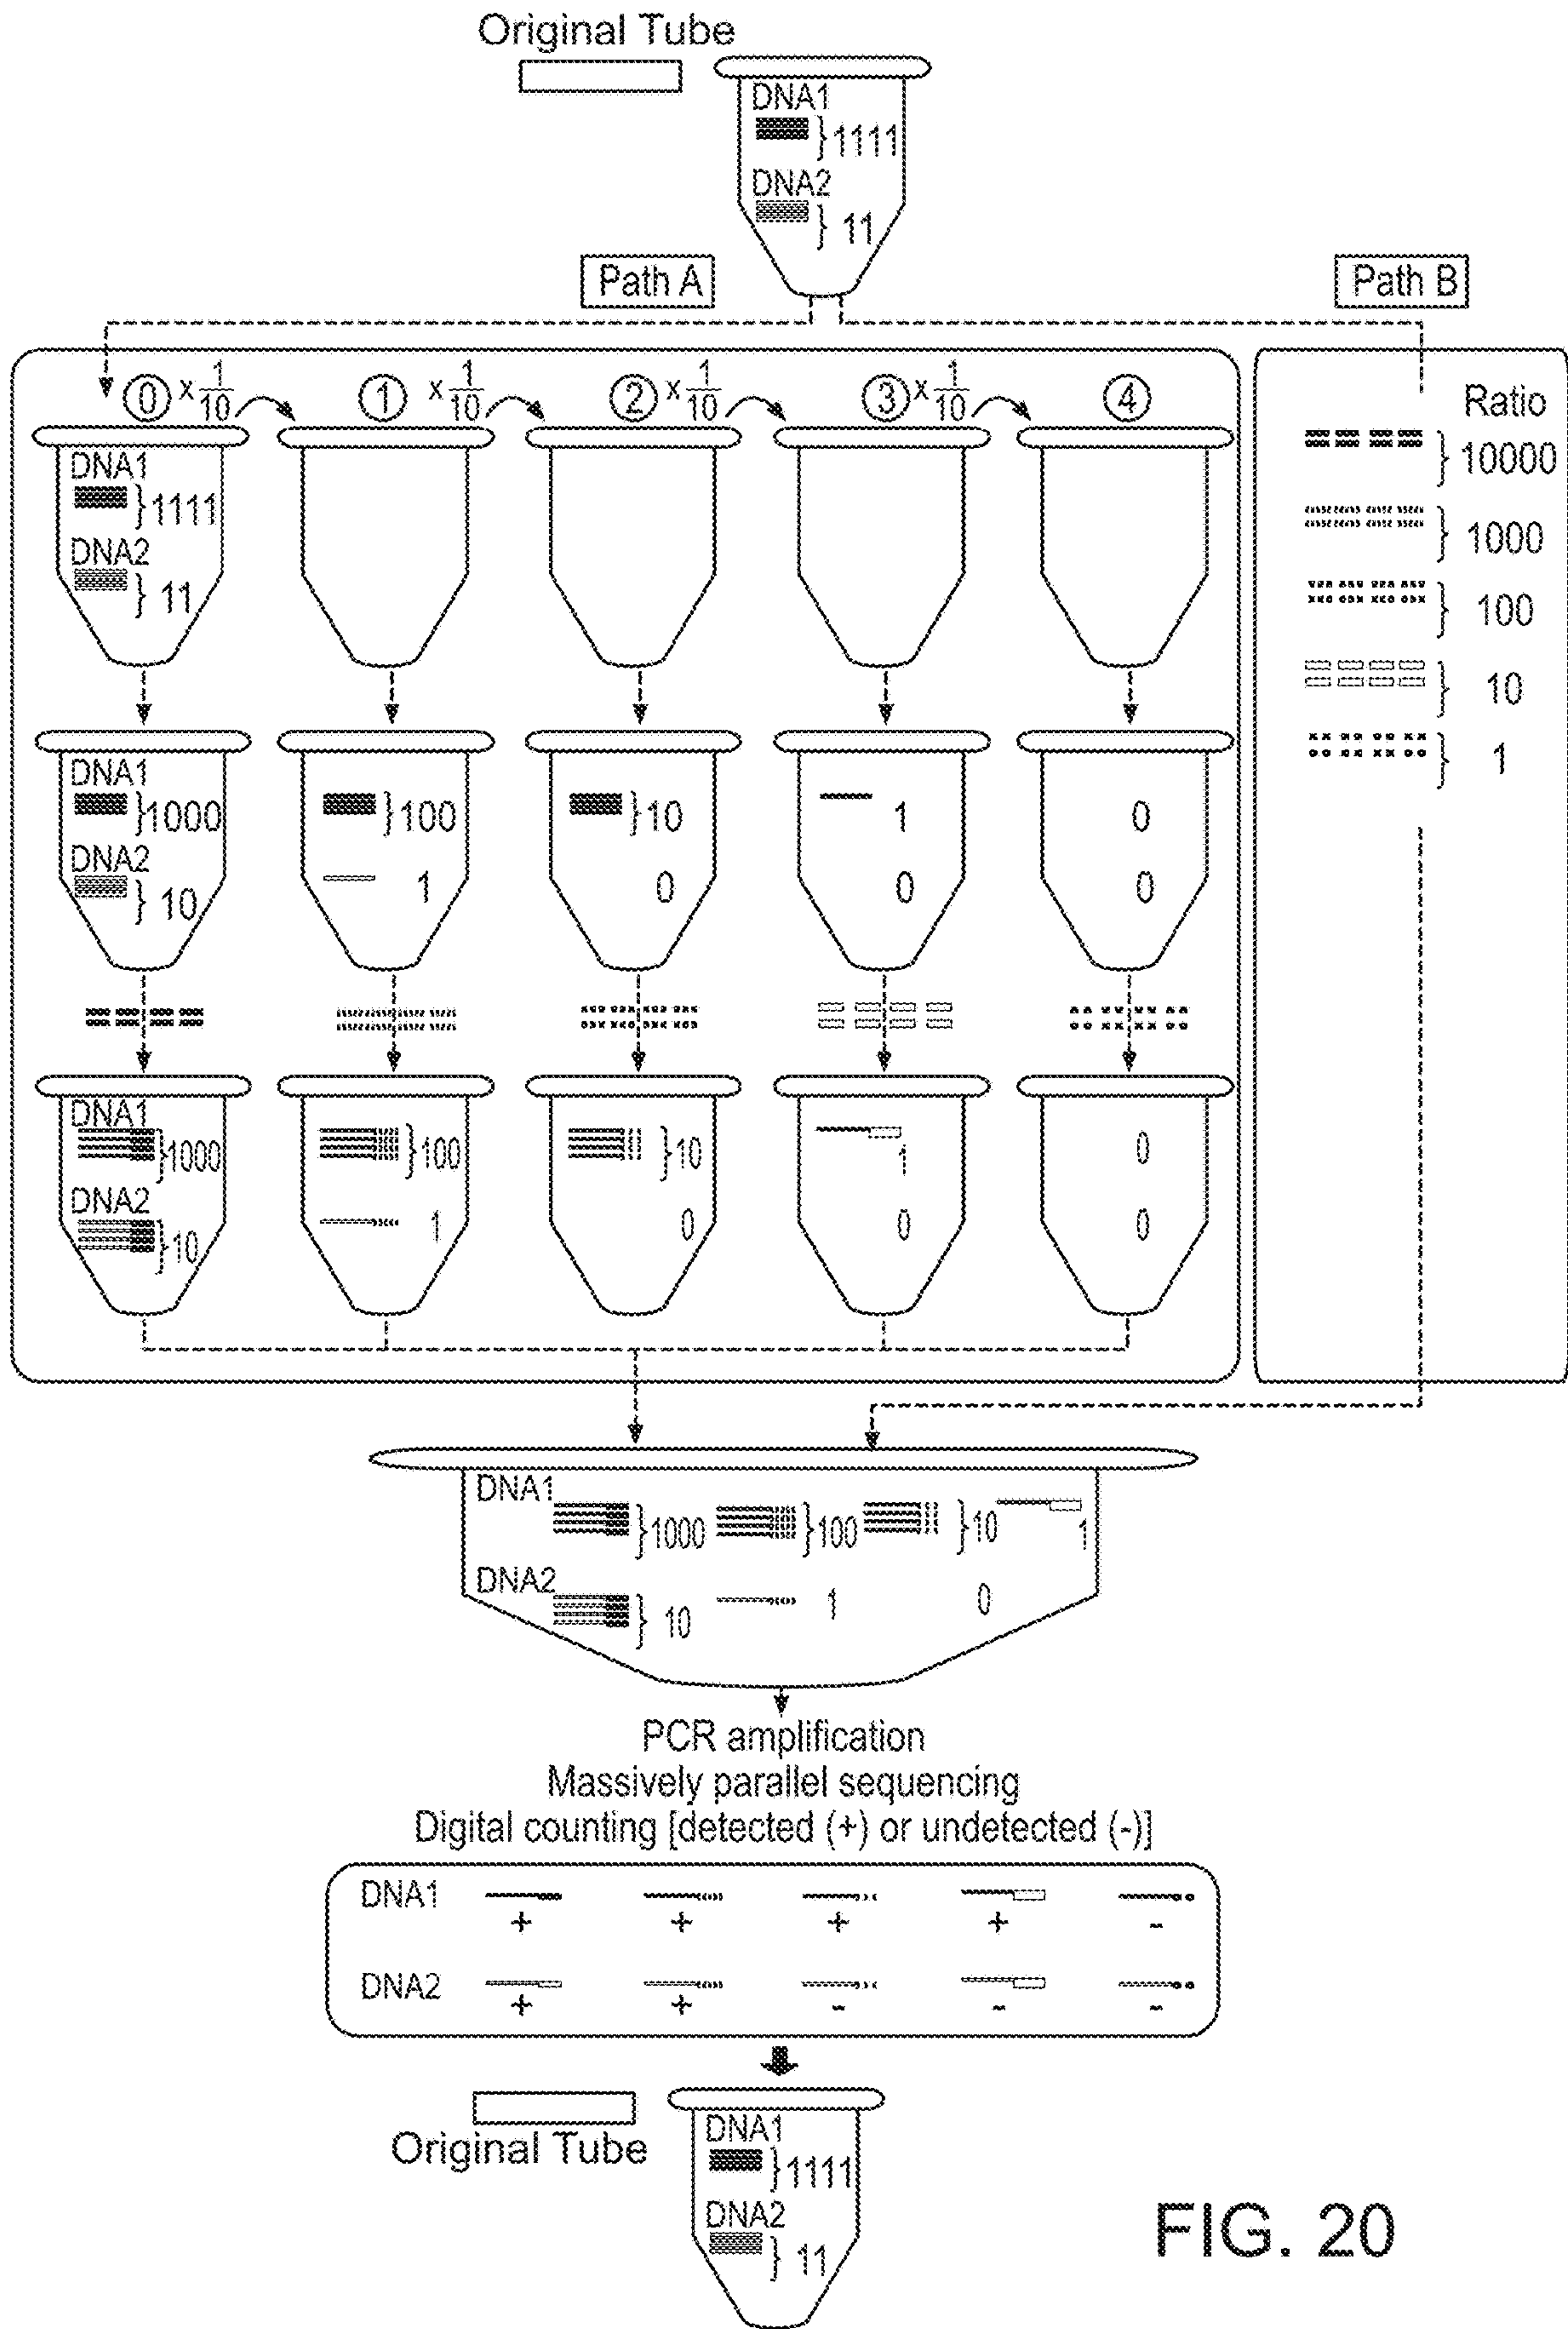 Original Tube
DNA1
1111
DNA2
11
Path A
Path B
0 x 1/10 1 x 1/10 2 x 1/10 3 x 1/10 4
Ratio
10000
1000
100
10
1
DNA1
1111
DNA2
11
DNA1
1000 100 10 1 0
DNA2
10 1 0 0 0
DNA1
1000 100 10 1 0
DNA2
10 1 0 0 0
DNA1
1000 100 10 1
DNA2
10 1 0
PCR amplification
Massively parallel sequencing
Digital counting [detected (+) or undetected (-)]
DNA1
+ + + + -
DNA2
+ + - - -
Original Tube
DNA1
1111
DNA2
11
FIG. 20